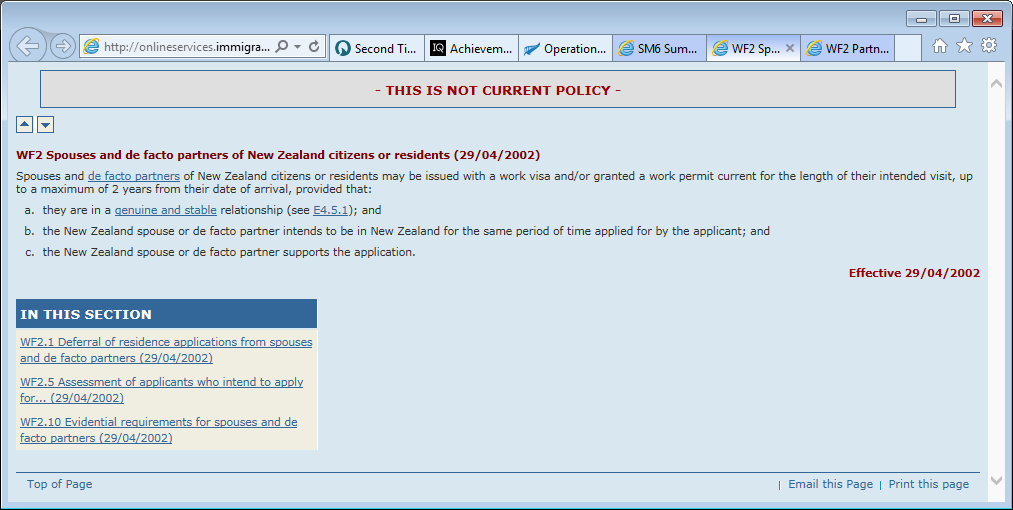 http://onlineservices.immigra...
Second Ti...
IQ Achievem...
Operation...
SM6 Sum...
WF2 Sp...
WF2 Partn...
- THIS IS NOT CURRENT POLICY -
WF2 Spouses and de facto partners of New Zealand citizens or residents (29/04/2002)
Spouses and de facto partners of New Zealand citizens or residents may be issued with a work visa and/or granted a work permit current for the length of their intended visit, up
to a maximum of 2 years from their date of arrival, provided that:
a. they are in a genuine and stable relationship (see E4.5.1); and
b. the New Zealand spouse or de facto partner intends to be in New Zealand for the same period of time applied for by the applicant; and
c. the New Zealand spouse or de facto partner supports the application.
Effective 29/04/2002
IN THIS SECTION
WF2.1 Deferral of residence applications from spouses
and de facto partners (29/04/2002)
WF2.5 Assessment of applicants who intend to apply
for... (29/04/2002)
WF2.10 Evidential requirements for spouses and de
facto partners (29/04/2002)
Top of Page
| Email this Page | Print this page